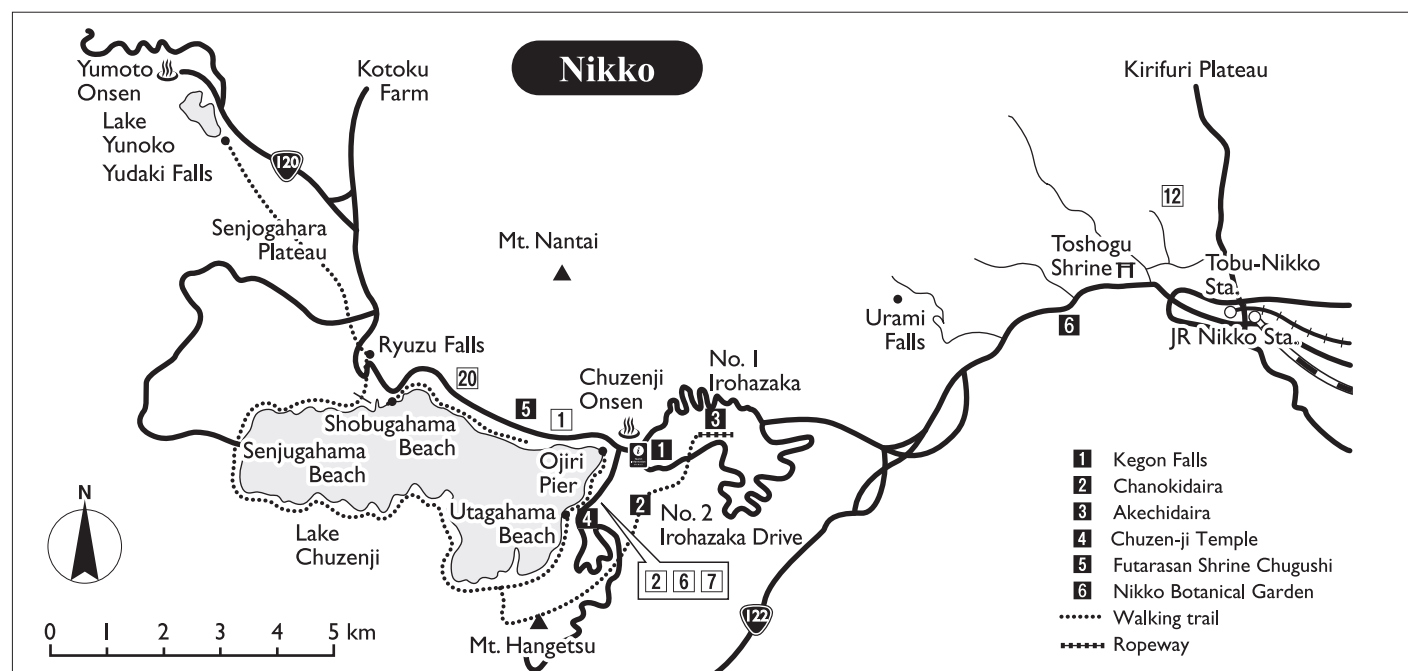 Nikko
Yumoto
Onsen
Kotoku
Farm
Kirifuri Plateau
Lake
Yunoko
Yudaki Falls
120
12
Senjogahara
Plateau
Mt. Nantai
Toshogu
Shrine
Tobu-Nikko
Sta.
Urami
Falls
6
JR Nikko Sta.
Ryuzu Falls
No. 1
Irohazaka
20
Chuzenji
Onsen
5
1
3
1
Shobugahama
Beach
Senjugahama
Beach
Ojiri
Pier
Utagahama
Beach
2
4
No. 2
Irohazaka Drive
Lake
Chuzenji
2 6 7
122
Mt. Hangetsu
N
0 1 2 3 4 5 km
1 Kegon Falls
2 Chanokidaira
3 Akechidaira
4 Chuzen-ji Temple
5 Futarasan Shrine Chugushi
6 Nikko Botanical Garden
Walking trail
Ropeway